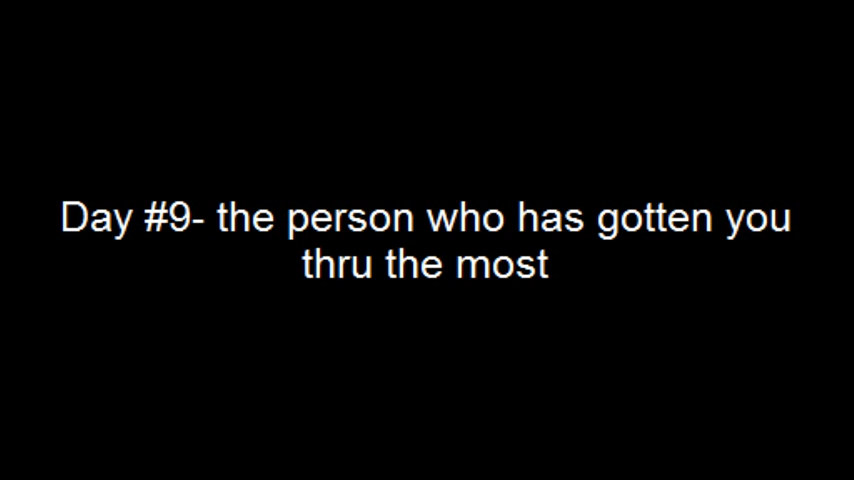 Day #9- the person who has gotten you
thru the most